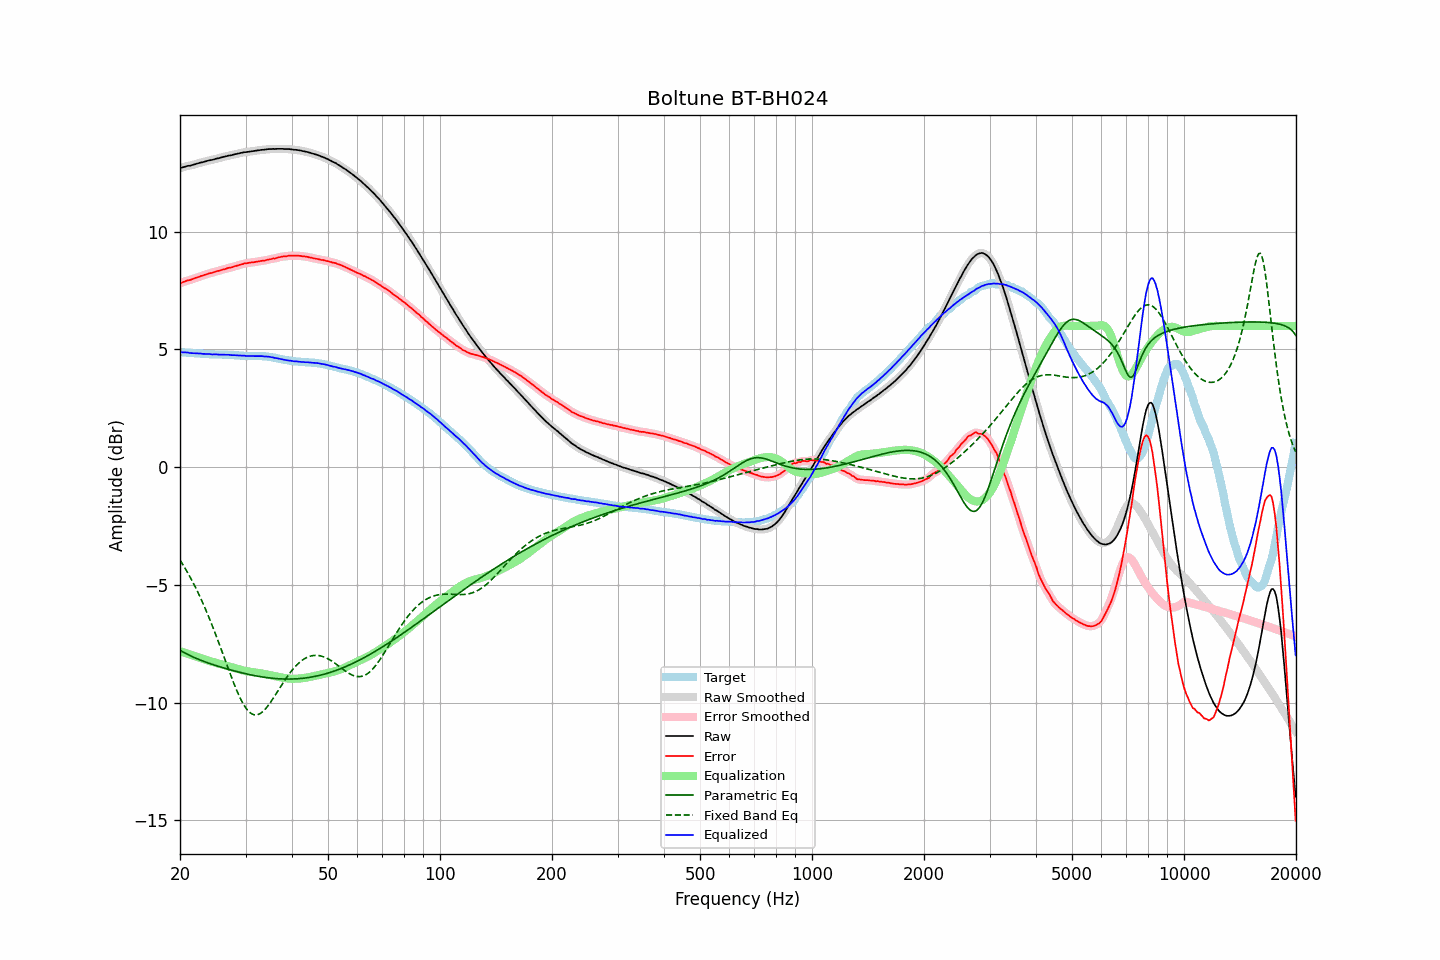 Boltune BT-BH024
Amplitude (dBr)
10
5
0
−5
−10
−15
Target
Raw Smoothed
Error Smoothed
Raw
Error
Equalization
Parametric Eq
Fixed Band Eq
Equalized
20 50 100 200 500 1000 2000 5000 10000 20000
Frequency (Hz)